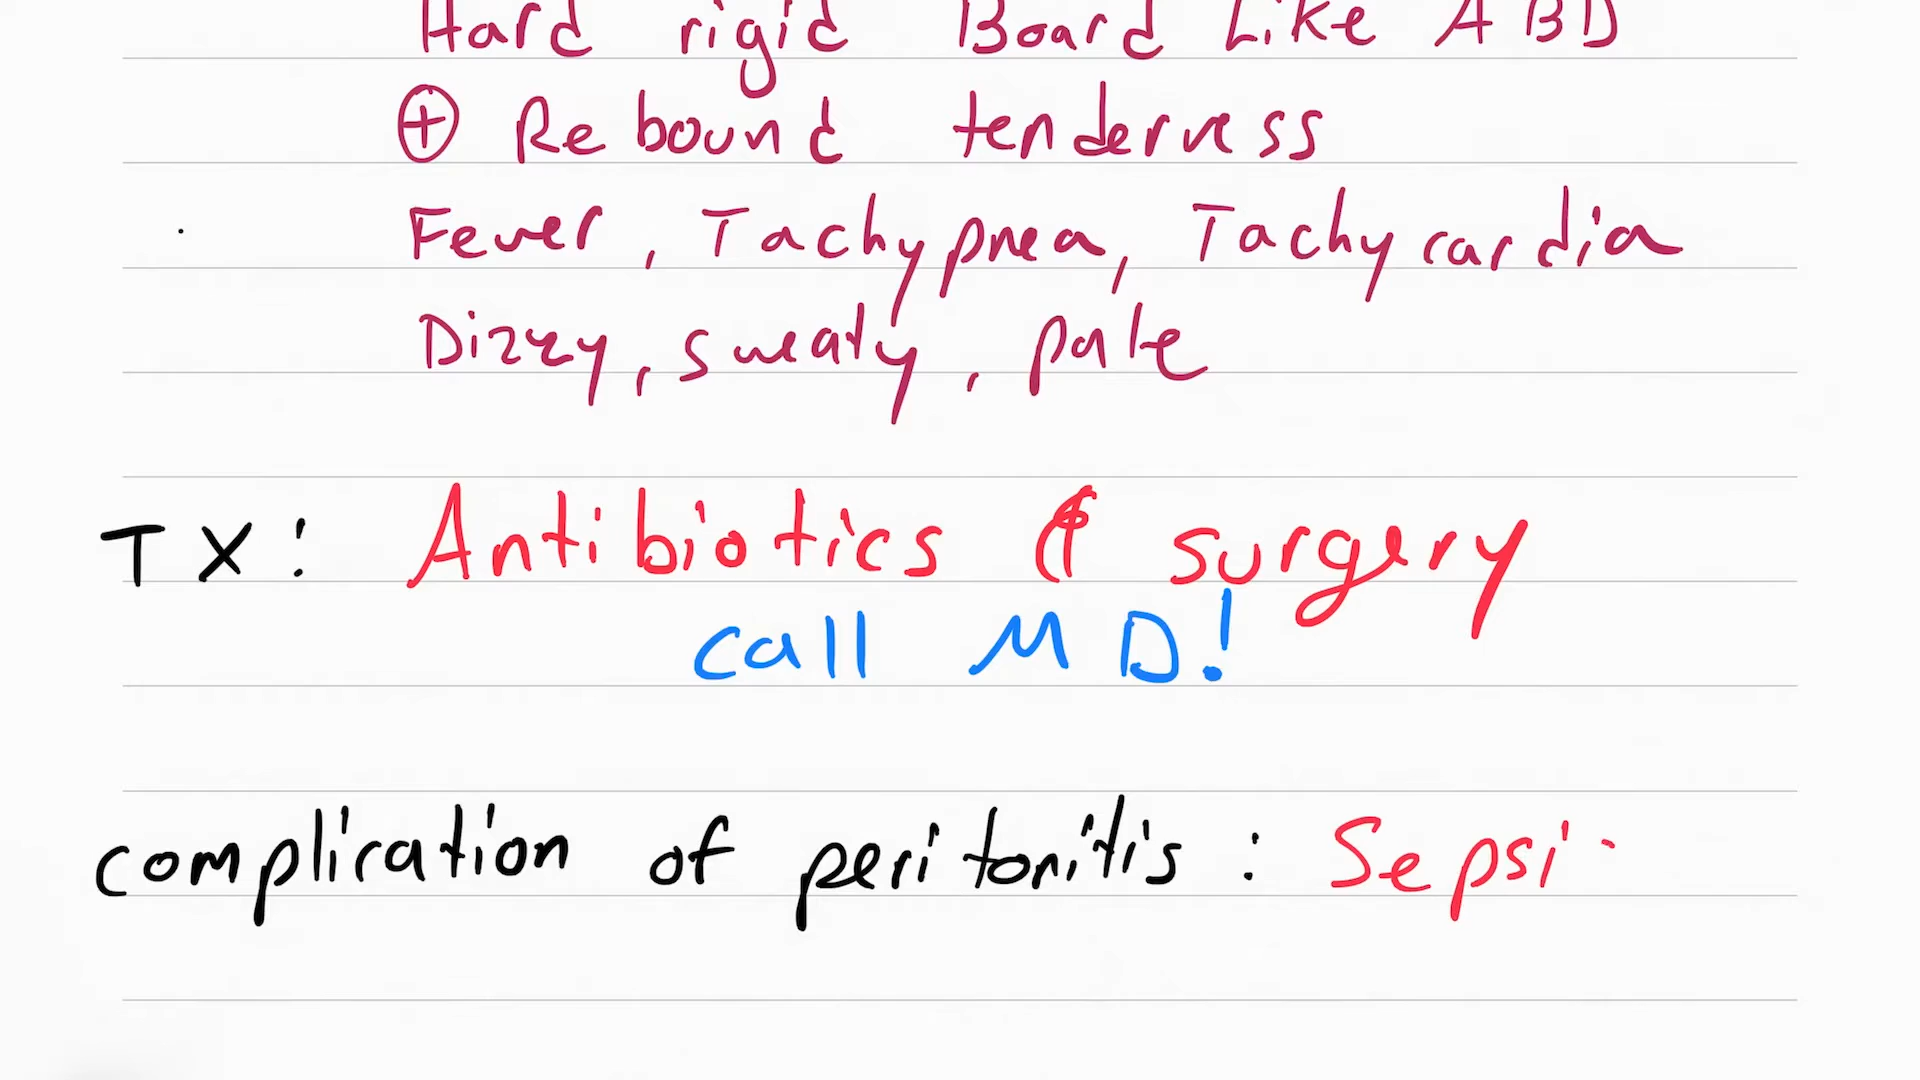 Hard rigid Board Like ABD
⊕ Rebound tenderness
Fever, Tachypnea, Tachycardia
Dizzy, sweaty, pale
TX: Antibiotics & surgery
call MD!
complication of peritonitis: Sepsi